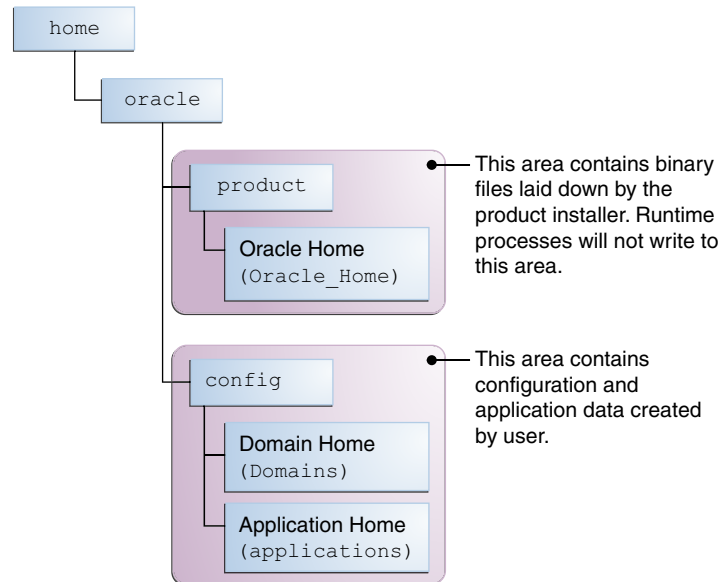 home
oracle
product
Oracle Home
(Oracle_Home)
This area contains binary
files laid down by the
product installer. Runtime
processes will not write to
this area.
config
Domain Home
(Domains)
Application Home
(applications)
This area contains
configuration and
application data created
by user.